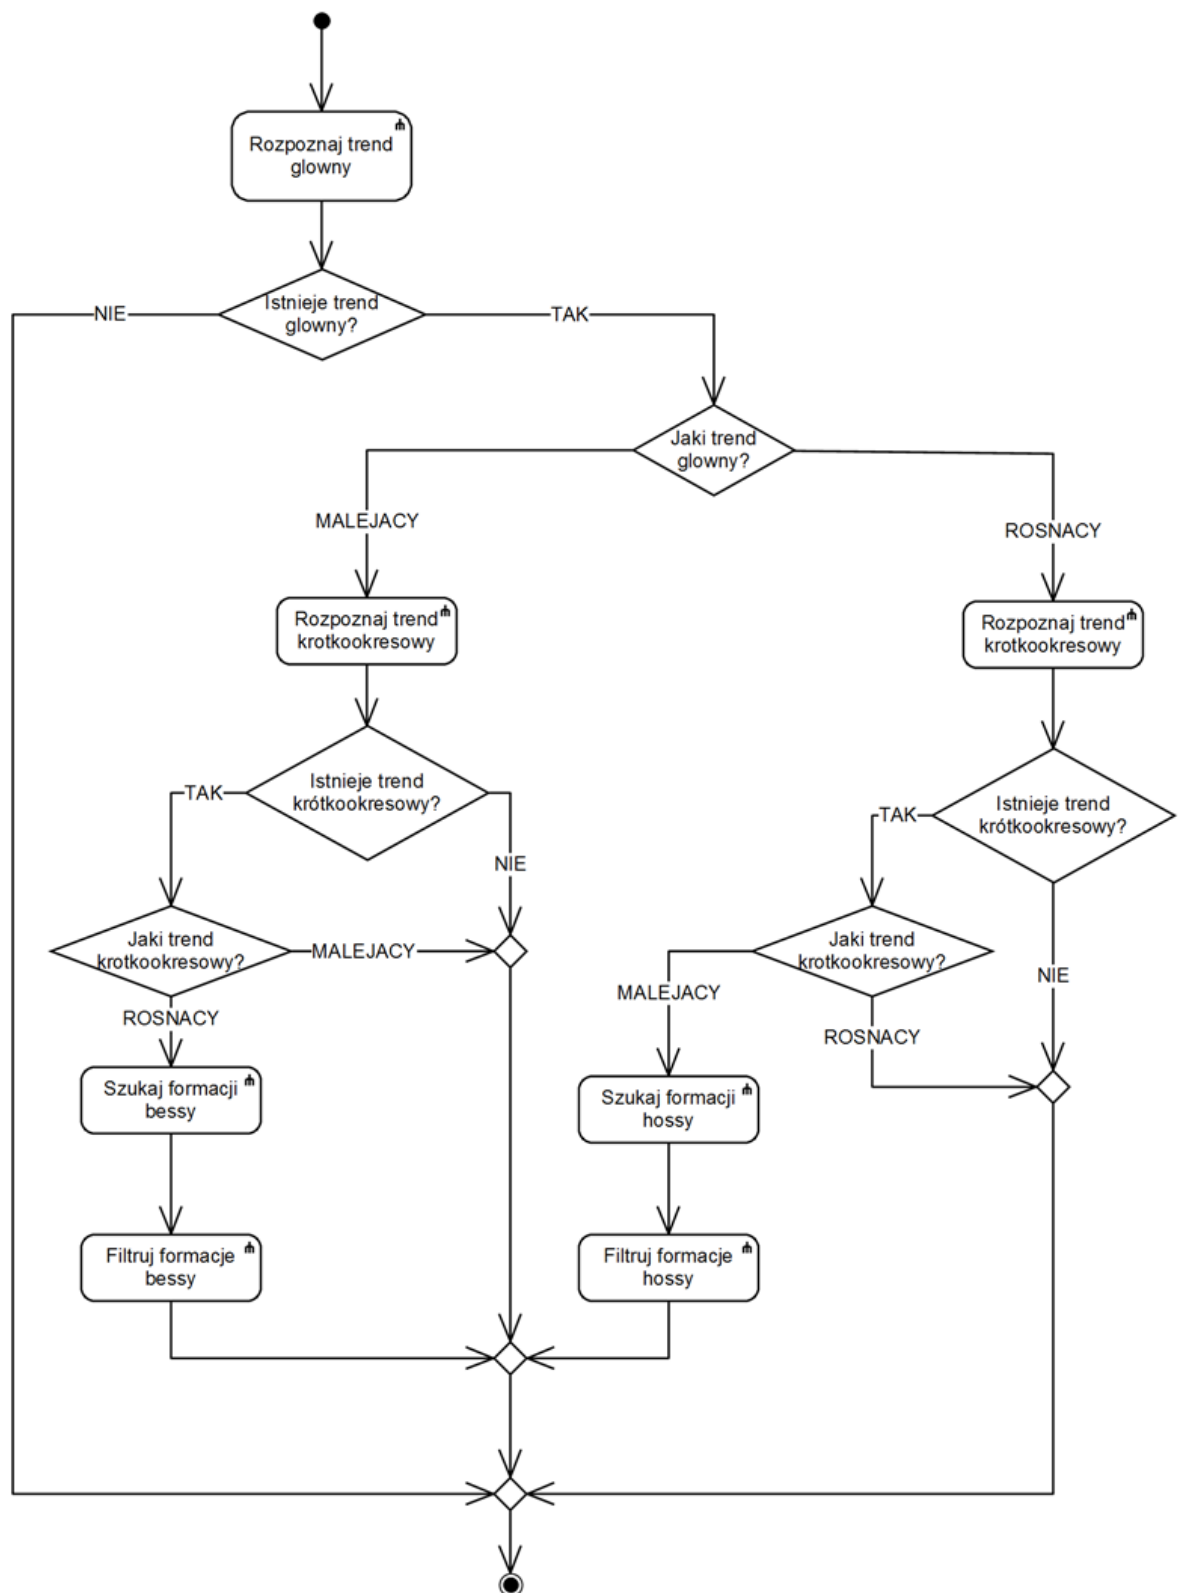 Rozpoznaj trend
glowny
Istnieje trend
glowny?
NIE
TAK
Jaki trend
glowny?
MALEJACY
ROSNACY
Rozpoznaj trend
krotkookresowy
Rozpoznaj trend
krotkookresowy
Istnieje trend
krótkookresowy?
TAK
NIE
Istnieje trend
krótkookresowy?
TAK
NIE
Jaki trend
krotkookresowy?
MALEJACY
ROSNACY
Jaki trend
krotkookresowy?
MALEJACY
ROSNACY
Szukaj formacji
bessy
Szukaj formacji
hossy
Filtruj formacje
bessy
Filtruj formacje
hossy